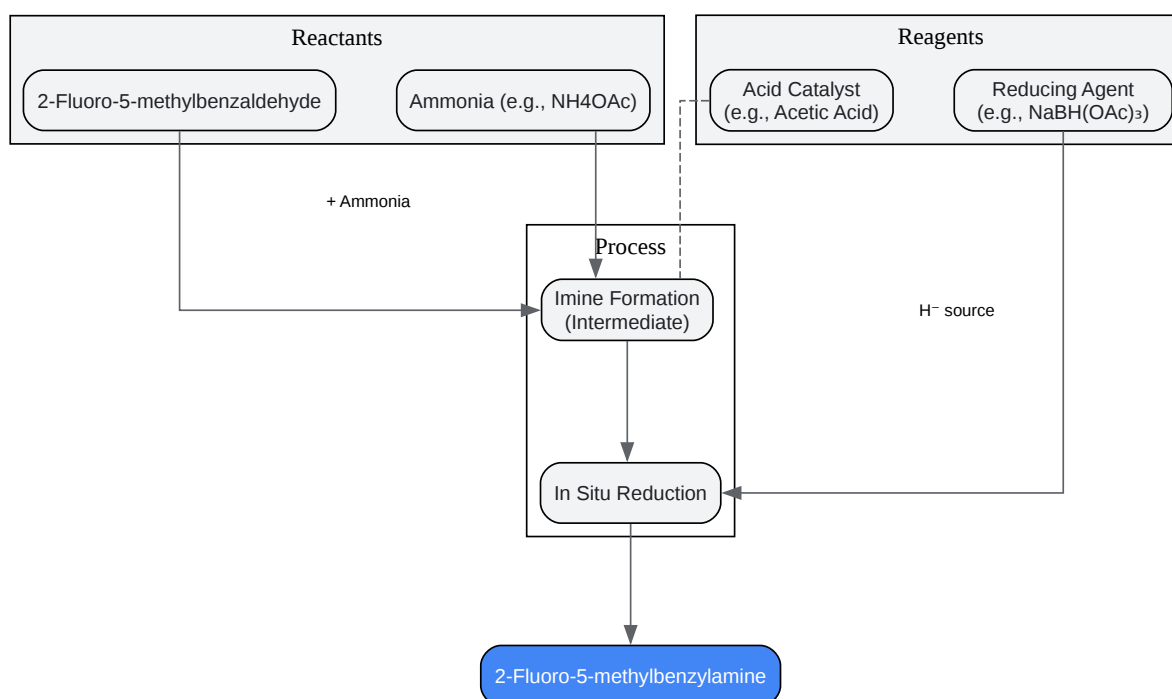 Reactants
Reagents
2-Fluoro-5-methylbenzaldehyde
Ammonia (e.g., NH4OAc)
Acid Catalyst
(e.g., Acetic Acid)
Reducing Agent
(e.g., NaBH(OAc)₃)
+ Ammonia
Process
Imine Formation
(Intermediate)
H⁻ source
In Situ Reduction
2-Fluoro-5-methylbenzylamine